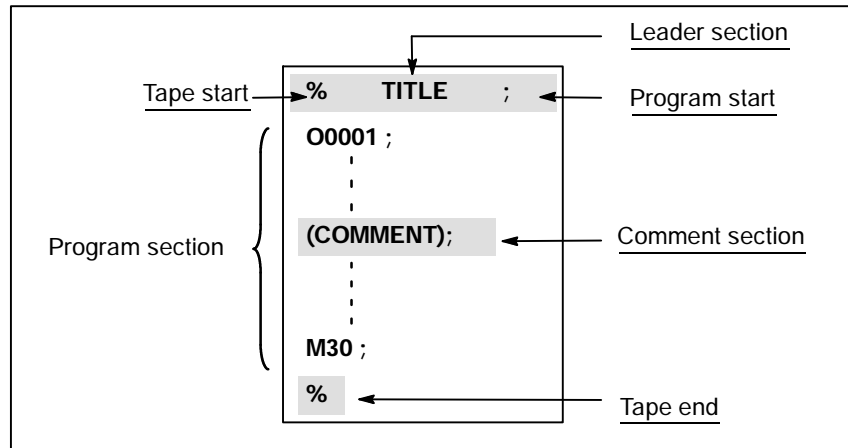 Leader section
Tape start
% TITLE ;
Program start
O0001 ;
Program section
(COMMENT);
Comment section
M30 ;
%
Tape end